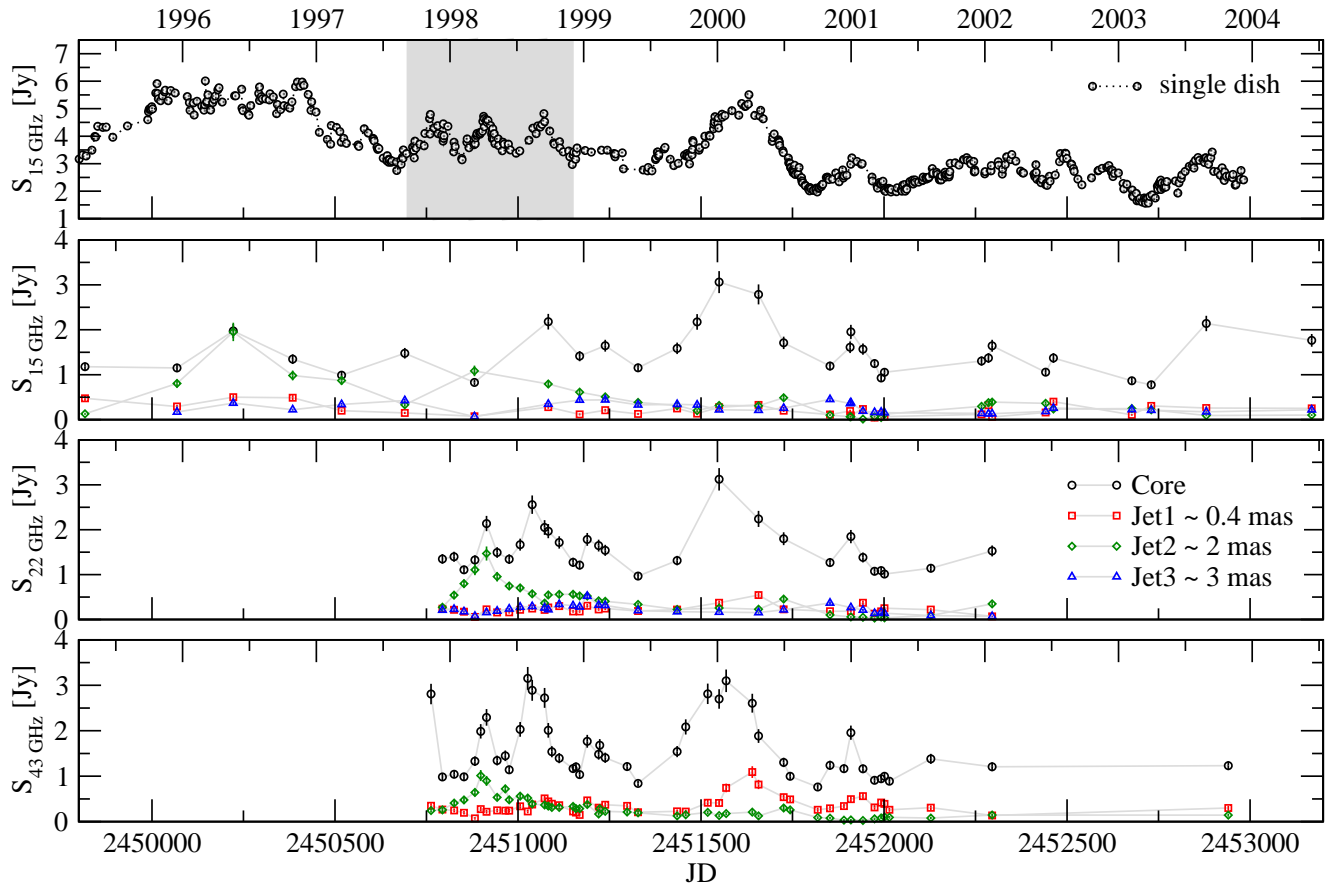 1996 1997 1998 1999 2000 2001 2002 2003 2004
S15 GHz [Jy]
7
6
5
4
3
2
1
single dish
S15 GHz [Jy]
4
3
2
1
0
S22 GHz [Jy]
4
3
2
1
0
Core
Jet1 ~ 0.4 mas
Jet2 ~ 2 mas
Jet3 ~ 3 mas
S43 GHz [Jy]
4
3
2
1
0
2450000 2450500 2451000 2451500 2452000 2452500 2453000
JD